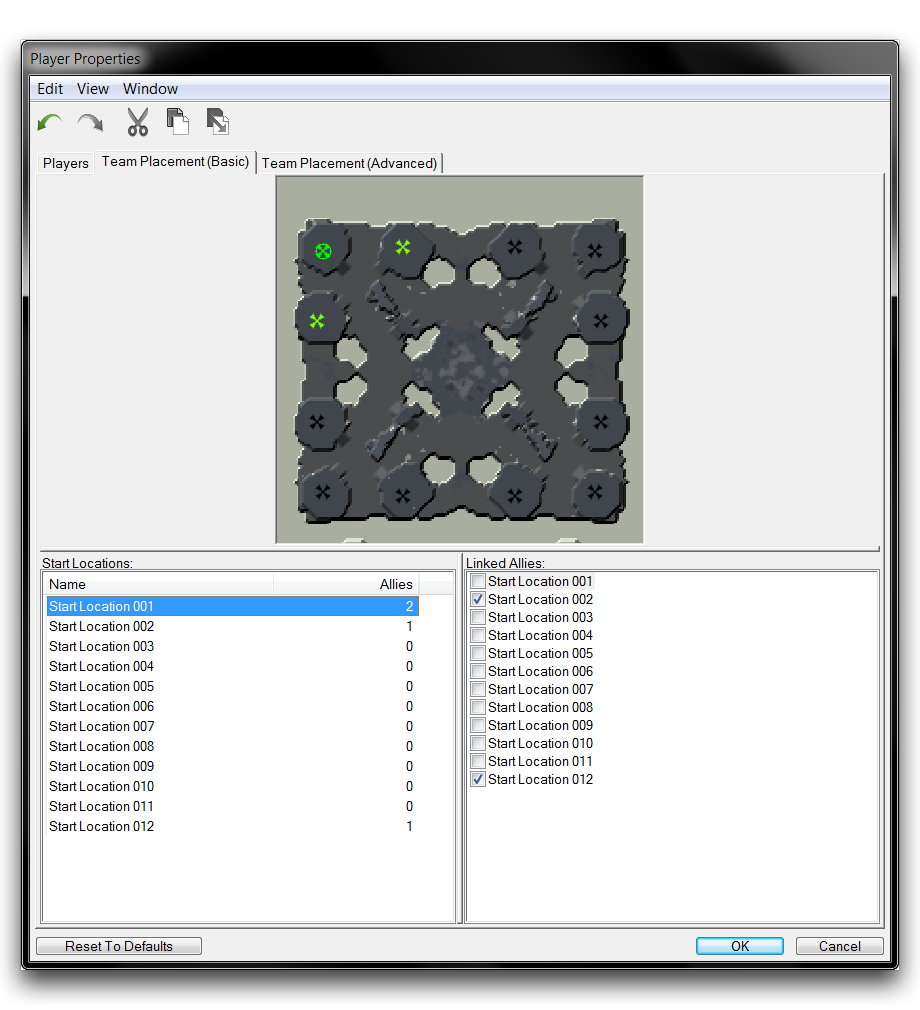 Player Properties
Edit View Window
Players Team Placement (Basic) Team Placement (Advanced)
Start Locations:
Name Allies
Start Location 001 2
Start Location 002 1
Start Location 003 0
Start Location 004 0
Start Location 005 0
Start Location 006 0
Start Location 007 0
Start Location 008 0
Start Location 009 0
Start Location 010 0
Start Location 011 0
Start Location 012 1
Linked Allies:
Start Location 001
Start Location 002
Start Location 003
Start Location 004
Start Location 005
Start Location 006
Start Location 007
Start Location 008
Start Location 009
Start Location 010
Start Location 011
Start Location 012
Reset To Defaults OK Cancel